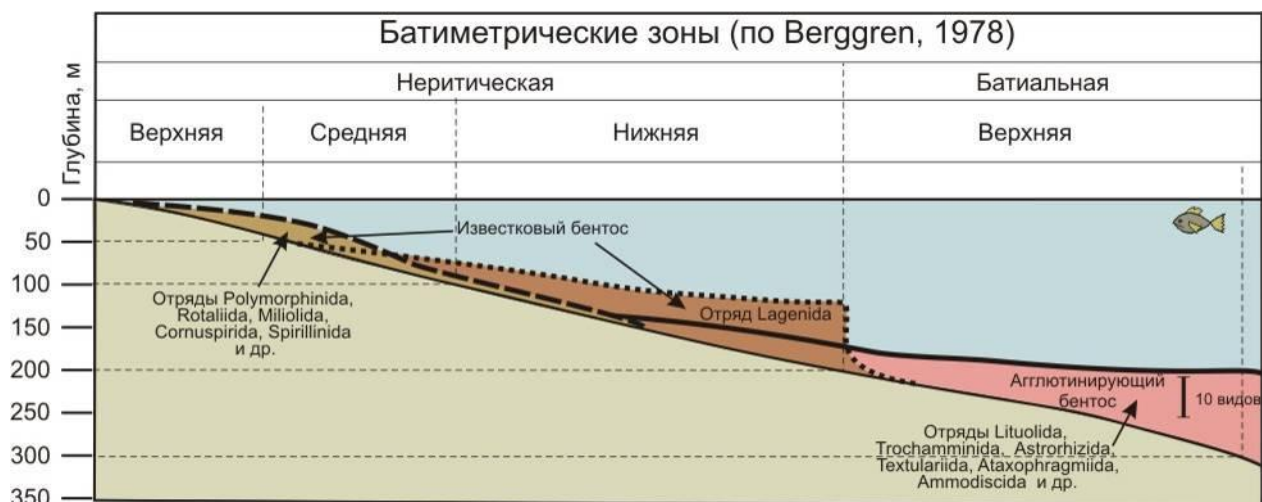 Батиметрические зоны (по Berggren, 1978)
Глубина, м
Неритическая
Батиальная
Верхняя
Средняя
Нижняя
Верхняя
0
50
100
150
200
250
300
350
Известковый бентос
Отряды Polymorphinida,
Rotaliida, Miliolida,
Cornuspirida, Spirillinida
и др.
Отряд Lagenida
Агглютинирующий
бентос
10 видов
Отряды Lituolida,
Trochamminida, Astrorhizida,
Textulariida, Ataxophragmiida,
Ammodiscida и др.